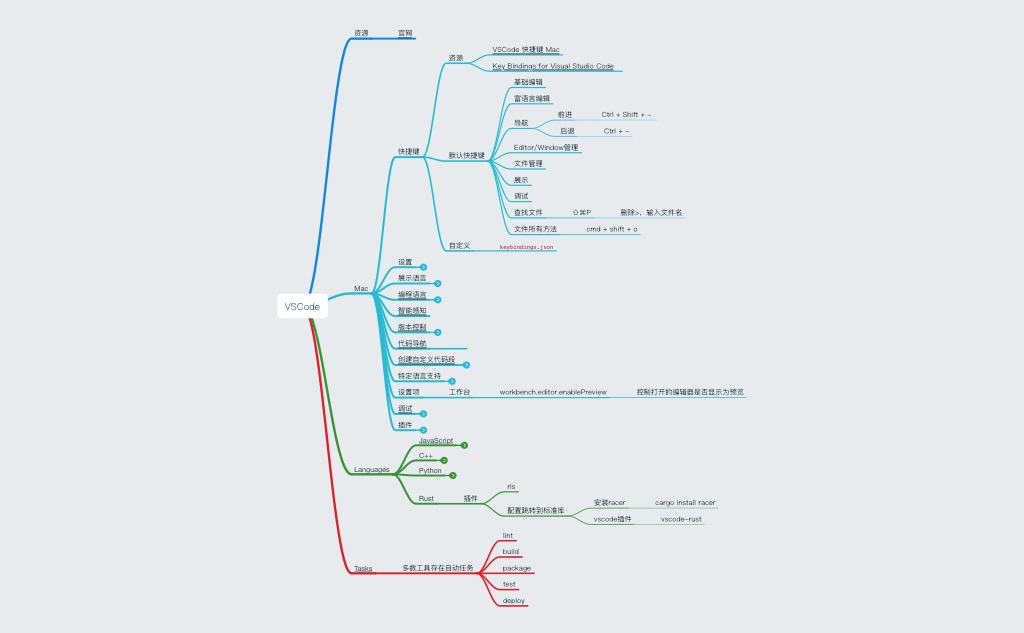 VSCode
资源
官网
Mac
快捷键
资源
VSCode 快捷键 Mac
Key Bindings for Visual Studio Code
默认快捷键
基础编辑
富语言编辑
导航
前进
Ctrl + Shift + -
后退
Ctrl + -
Editor/Window管理
文件管理
展示
调试
查找文件
⇧⌘P
删除>，输入文件名
文件所有方法
cmd + shift + o
自定义
keybindings.json
设置
展示语言
编程语言
智能感知
版本控制
代码导航
创建自定义代码段
特定语言支持
设置项
工作台
workbench.editor.enablePreview
控制打开的编辑器是否显示为预览
调试
插件
Languages
JavaScript
C++
Python
Rust
插件
rls
配置跳转到标准库
安装racer
cargo install racer
vscode插件
vscode-rust
Tasks
多数工具存在自动任务
lint
build
package
test
deploy